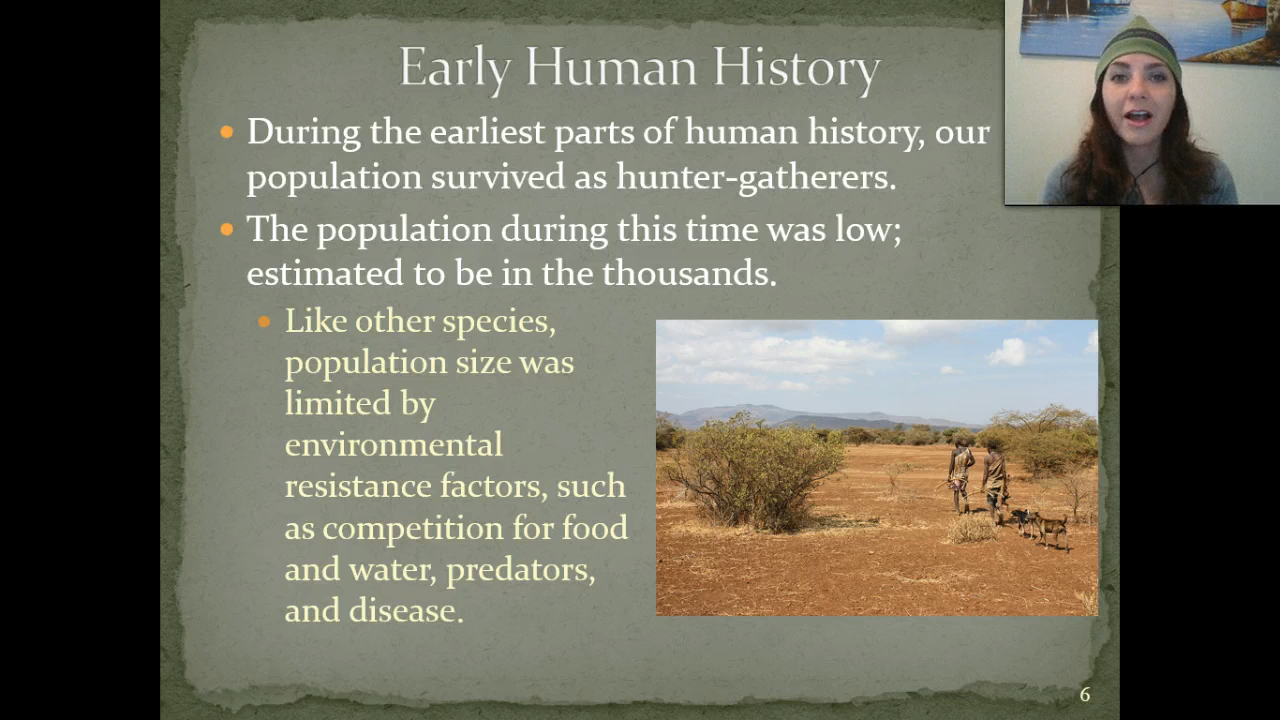 Early Human History
During the earliest parts of human history, our
population survived as hunter-gatherers.
The population during this time was low;
estimated to be in the thousands.
Like other species,
population size was
limited by
environmental
resistance factors, such
as competition for food
and water, predators,
and disease.
6